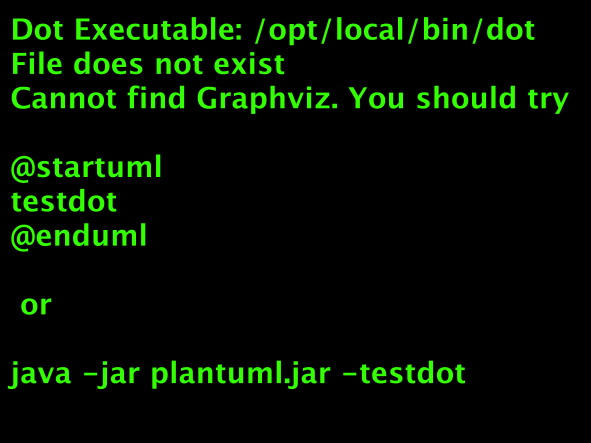 Dot Executable: /opt/local/bin/dot
File does not exist
Cannot find Graphviz. You should try
@startuml
testdot
@enduml
or
java -jar plantuml.jar -testdot